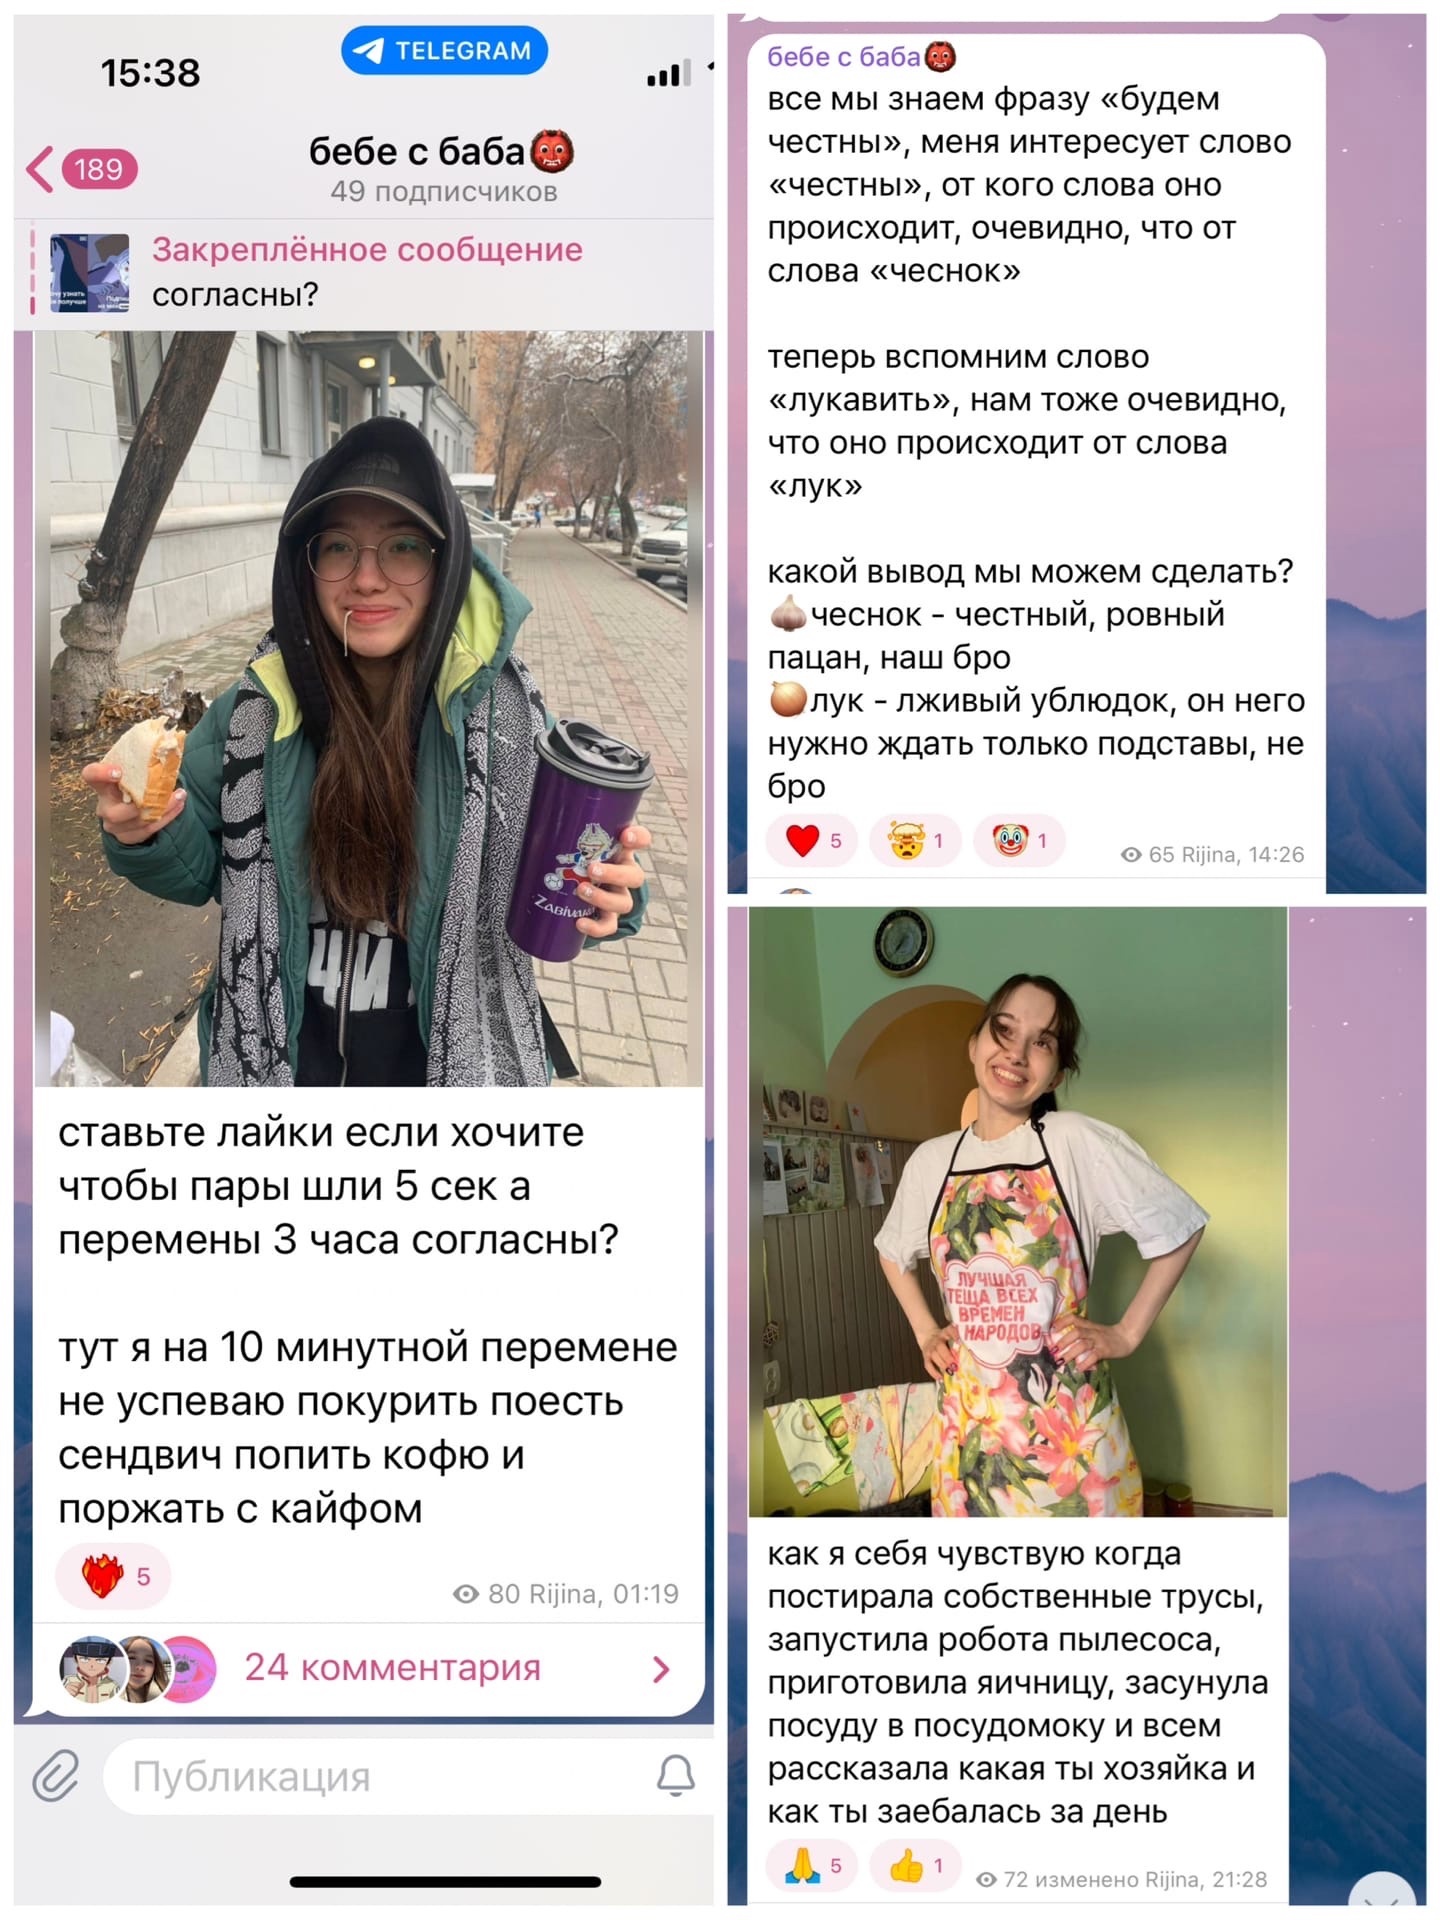 15:38
TELEGRAM
189
бебе с баба👹
49 подписчиков
Закреплённое сообщение
согласны?
ZABIVAKA
ЧИ
ставьте лайки если хочите
чтобы пары шли 5 сек а
перемены 3 часа согласны?
тут я на 10 минутной перемене
не успеваю покурить поесть
сендвич попить кофю и
поржать с кайфом
❤️‍🔥 5
80 Rijina, 01:19
24 комментария
Публикация
бебе с баба👹
все мы знаем фразу «будем
честны», меня интересует слово
«честны», от кого слова оно
происходит, очевидно, что от
слова «чеснок»
теперь вспомним слово
«лукавить», нам тоже очевидно,
что оно происходит от слова
«лук»
какой вывод мы можем сделать?
🧄чеснок - честный, ровный
пацан, наш бро
🧅лук - лживый ублюдок, он него
нужно ждать только подставы, не
бро
❤️ 5 🤯 1 🤡 1
65 Rijina, 14:26
ЛУЧШАЯ
ТЕЩА ВСЕХ
ВРЕМЕН
И НАРОДОВ
как я себя чувствую когда
постирала собственные трусы,
запустила робота пылесоса,
приготовила яичницу, засунула
посуду в посудомоку и всем
рассказала какая ты хозяйка и
как ты заебалась за день
🙏 5 👍 1
72 изменено Rijina, 21:28